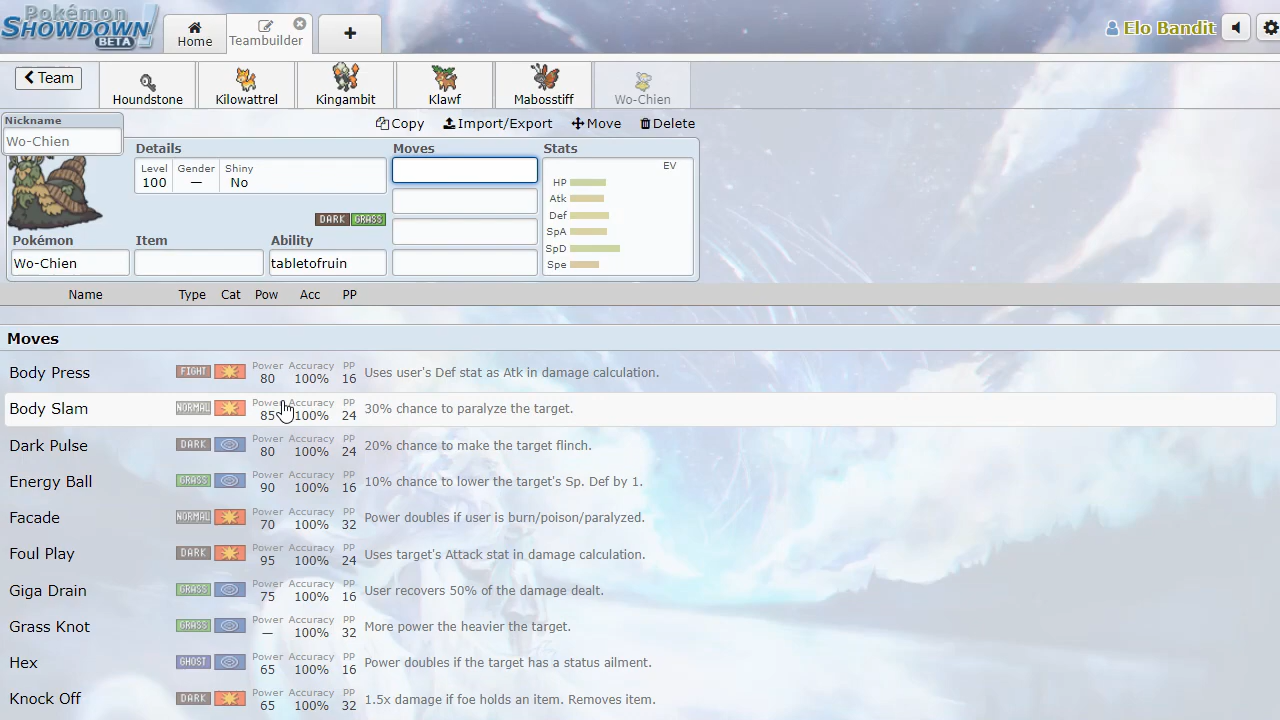 Pokémon
SHOWDOWN!
BETA
Home
Teambuilder
Elo Bandit
Team
Houndstone
Kilowattrel
Kingambit
Klawf
Mabosstiff
Wo-Chien
Nickname
Wo-Chien
Copy
Import/Export
Move
Delete
Details
Moves
Stats
Level
Gender
Shiny
EV
100
—
No
HP
Atk
DARK GRASS
Def
SpA
Pokémon
Item
Ability
SpD
Wo-Chien
tabletofruin
Spe
Name Type Cat Pow Acc PP
Moves
Body Press FIGHT Power 80 Accuracy 100% PP 16 Uses user's Def stat as Atk in damage calculation.
Body Slam NORMAL Power 85 Accuracy 100% PP 24 30% chance to paralyze the target.
Dark Pulse DARK Power 80 Accuracy 100% PP 24 20% chance to make the target flinch.
Energy Ball GRASS Power 90 Accuracy 100% PP 16 10% chance to lower the target's Sp. Def by 1.
Facade NORMAL Power 70 Accuracy 100% PP 32 Power doubles if user is burn/poison/paralyzed.
Foul Play DARK Power 95 Accuracy 100% PP 24 Uses target's Attack stat in damage calculation.
Giga Drain GRASS Power 75 Accuracy 100% PP 16 User recovers 50% of the damage dealt.
Grass Knot GRASS Power — Accuracy 100% PP 32 More power the heavier the target.
Hex GHOST Power 65 Accuracy 100% PP 16 Power doubles if the target has a status ailment.
Knock Off DARK Power 65 Accuracy 100% PP 32 1.5x damage if foe holds an item. Removes item.